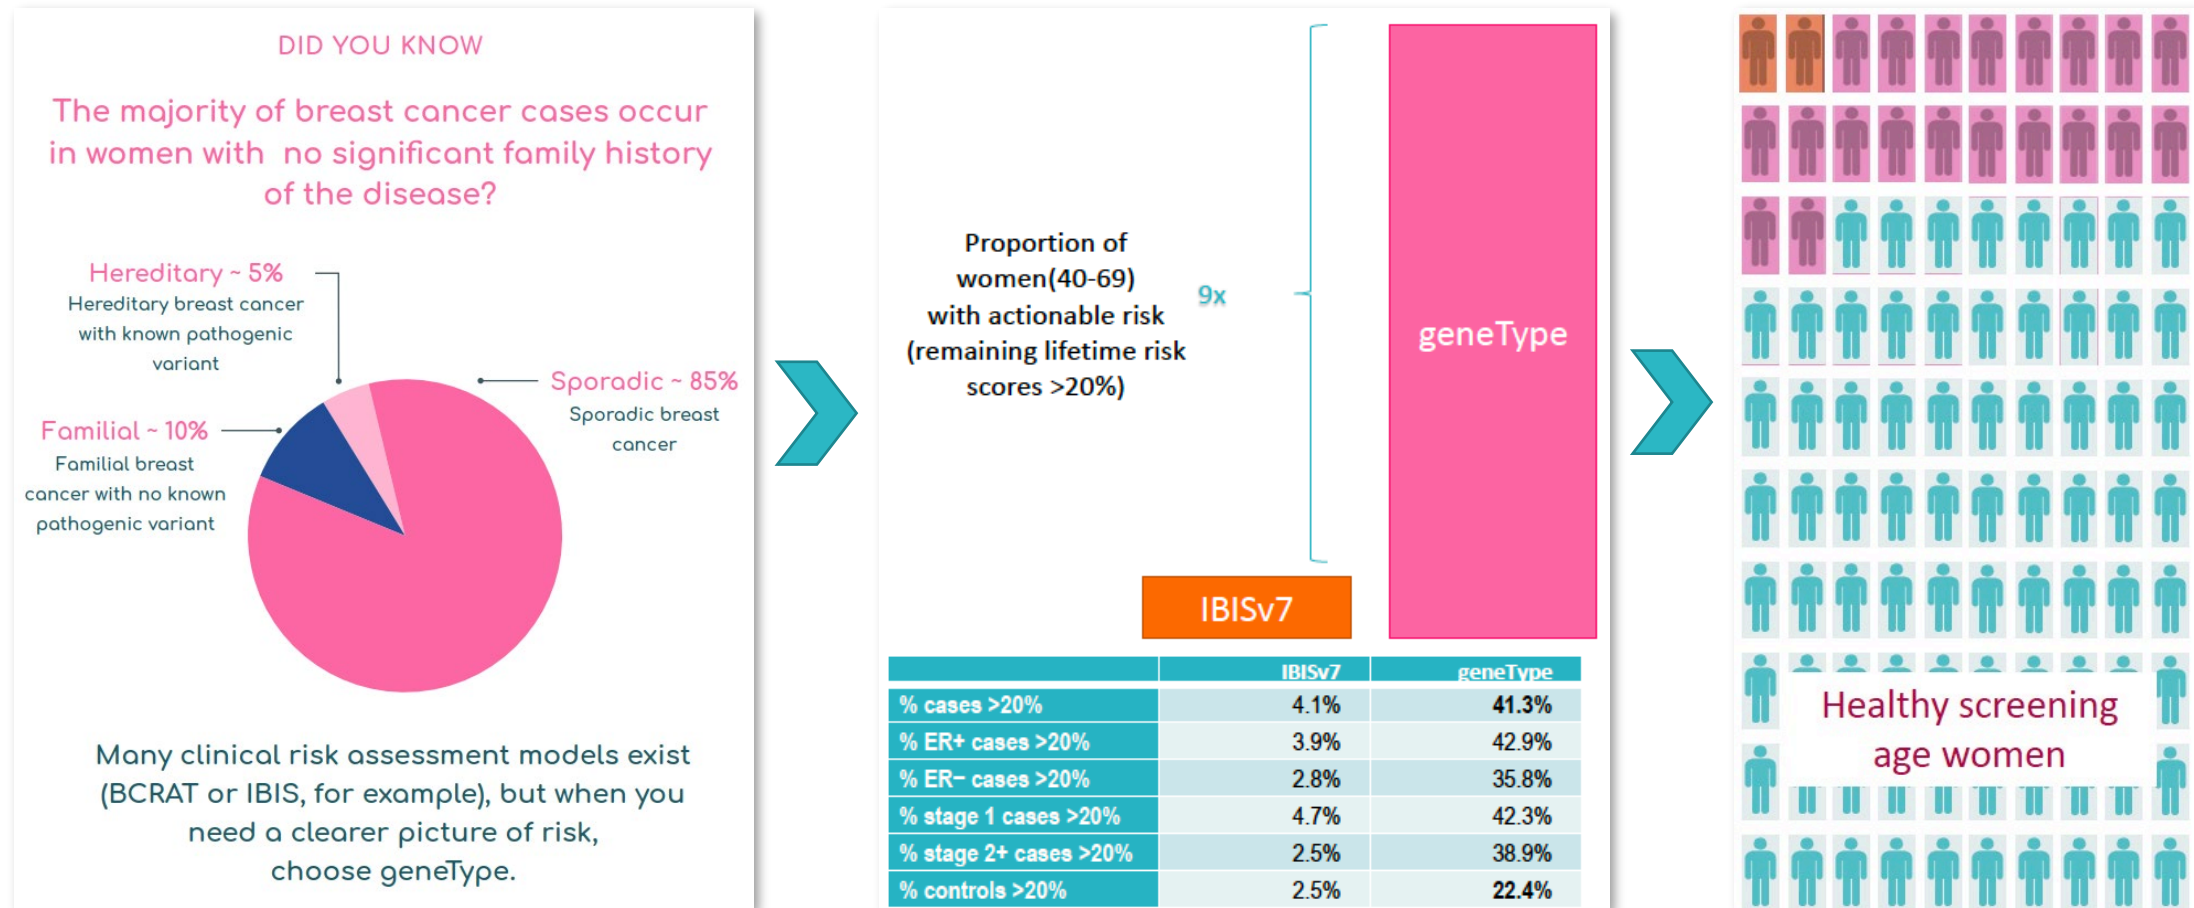 DID YOU KNOW
The majority of breast cancer cases occur
in women with no significant family history
of the disease?
Hereditary ~ 5%
Hereditary breast cancer
with known pathogenic
variant
Sporadic ~ 85%
Sporadic breast
cancer
Familial ~ 10%
Familial breast
cancer with no known
pathogenic variant
Many clinical risk assessment models exist
(BCRAT or IBIS, for example), but when you
need a clearer picture of risk,
choose geneType.
Proportion of
women(40-69)
with actionable risk
(remaining lifetime risk
scores >20%)
9x
geneType
IBISv7
IBISv7 geneType
% cases >20% 4.1% 41.3%
% ER+ cases >20% 3.9% 42.9%
% ER− cases >20% 2.8% 35.8%
% stage 1 cases >20% 4.7% 42.3%
% stage 2+ cases >20% 2.5% 38.9%
% controls >20% 2.5% 22.4%
Healthy screening
age women